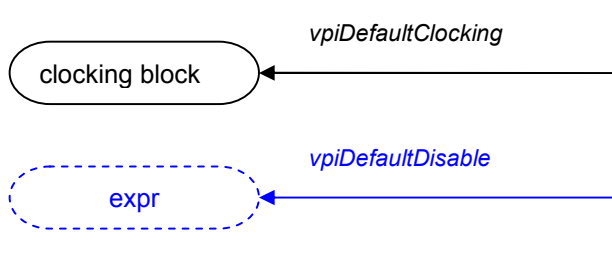 vpiDefaultClocking
clocking block
vpiDefaultDisable
expr